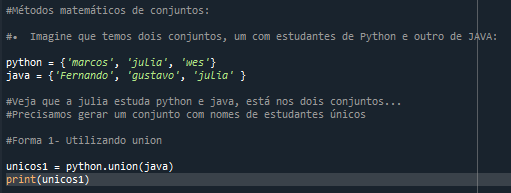 #Métodos matemáticos de conjuntos:
#• Imagine que temos dois conjuntos, um com estudantes de Python e outro de JAVA:
python = {'marcos', 'julia', 'wes'}
java = {'Fernando', 'gustavo', 'julia' }
#Veja que a julia estuda python e java, está nos dois conjuntos...
#Precisamos gerar um conjunto com nomes de estudantes únicos
#Forma 1- Utilizando union
unicos1 = python.union(java)
print(unicos1)